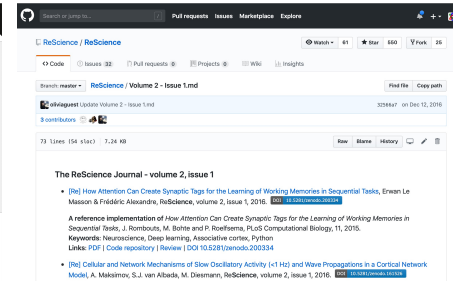 Search or jump to...
/
Pull requests Issues Marketplace Explore
ReScience / ReScience
Watch 61 Star 550 Fork 25
Code Issues 32 Pull requests 0 Projects 0 Wiki Insights
Branch: master ReScience / Volume 2 - Issue 1.md
Find file Copy path
oliviaguest Update Volume 2 - Issue 1.md
on Dec 12, 2016
3 contributors
73 lines (54 sloc) 7.24 KB
Raw Blame History
The ReScience Journal - volume 2, issue 1
[Re] How Attention Can Create Synaptic Tags for the Learning of Working Memories in Sequential Tasks, Erwan Le
Masson & Frédéric Alexandre, ReScience, volume 2, issue 1, 2016. DOI 10.5281/zenodo.200334
A reference implementation of How Attention Can Create Synaptic Tags for the Learning of Working Memories in
Sequential Tasks, J. Rombouts, M. Bohte and P. Roelfsema, PLoS Computational Biology, 11, 2015.
Keywords: Neuroscience, Deep learning, Associative cortex, Python
Links: PDF | Code repository | Review | DOI 10.5281/zenodo.200334
[Re] Cellular and Network Mechanisms of Slow Oscillatory Activity (<1 Hz) and Wave Propagations in a Cortical Network
Model, A. Maksimov, S.J. van Albada, M. Diesmann, ReScience, volume 2, issue 1, 2016. DOI 10.5281/zenodo.161526